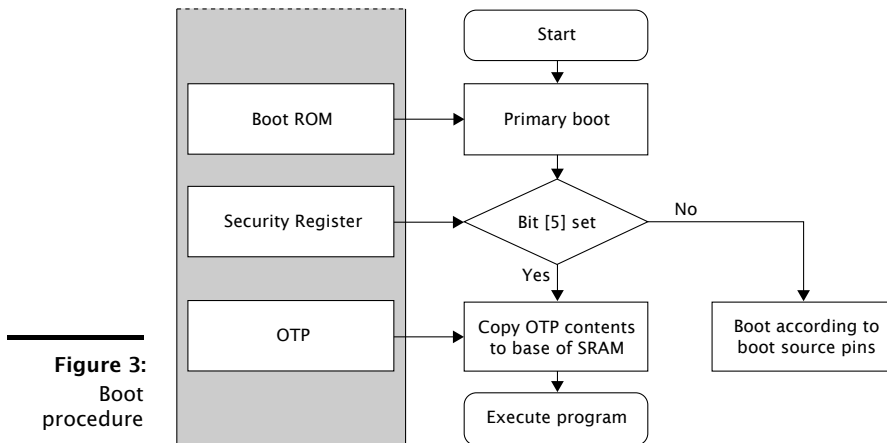 Start
Boot ROM
Primary boot
Security Register
Bit [5] set
No
Yes
OTP
Copy OTP contents
to base of SRAM
Boot according to
boot source pins
Execute program
Figure 3:
Boot
procedure